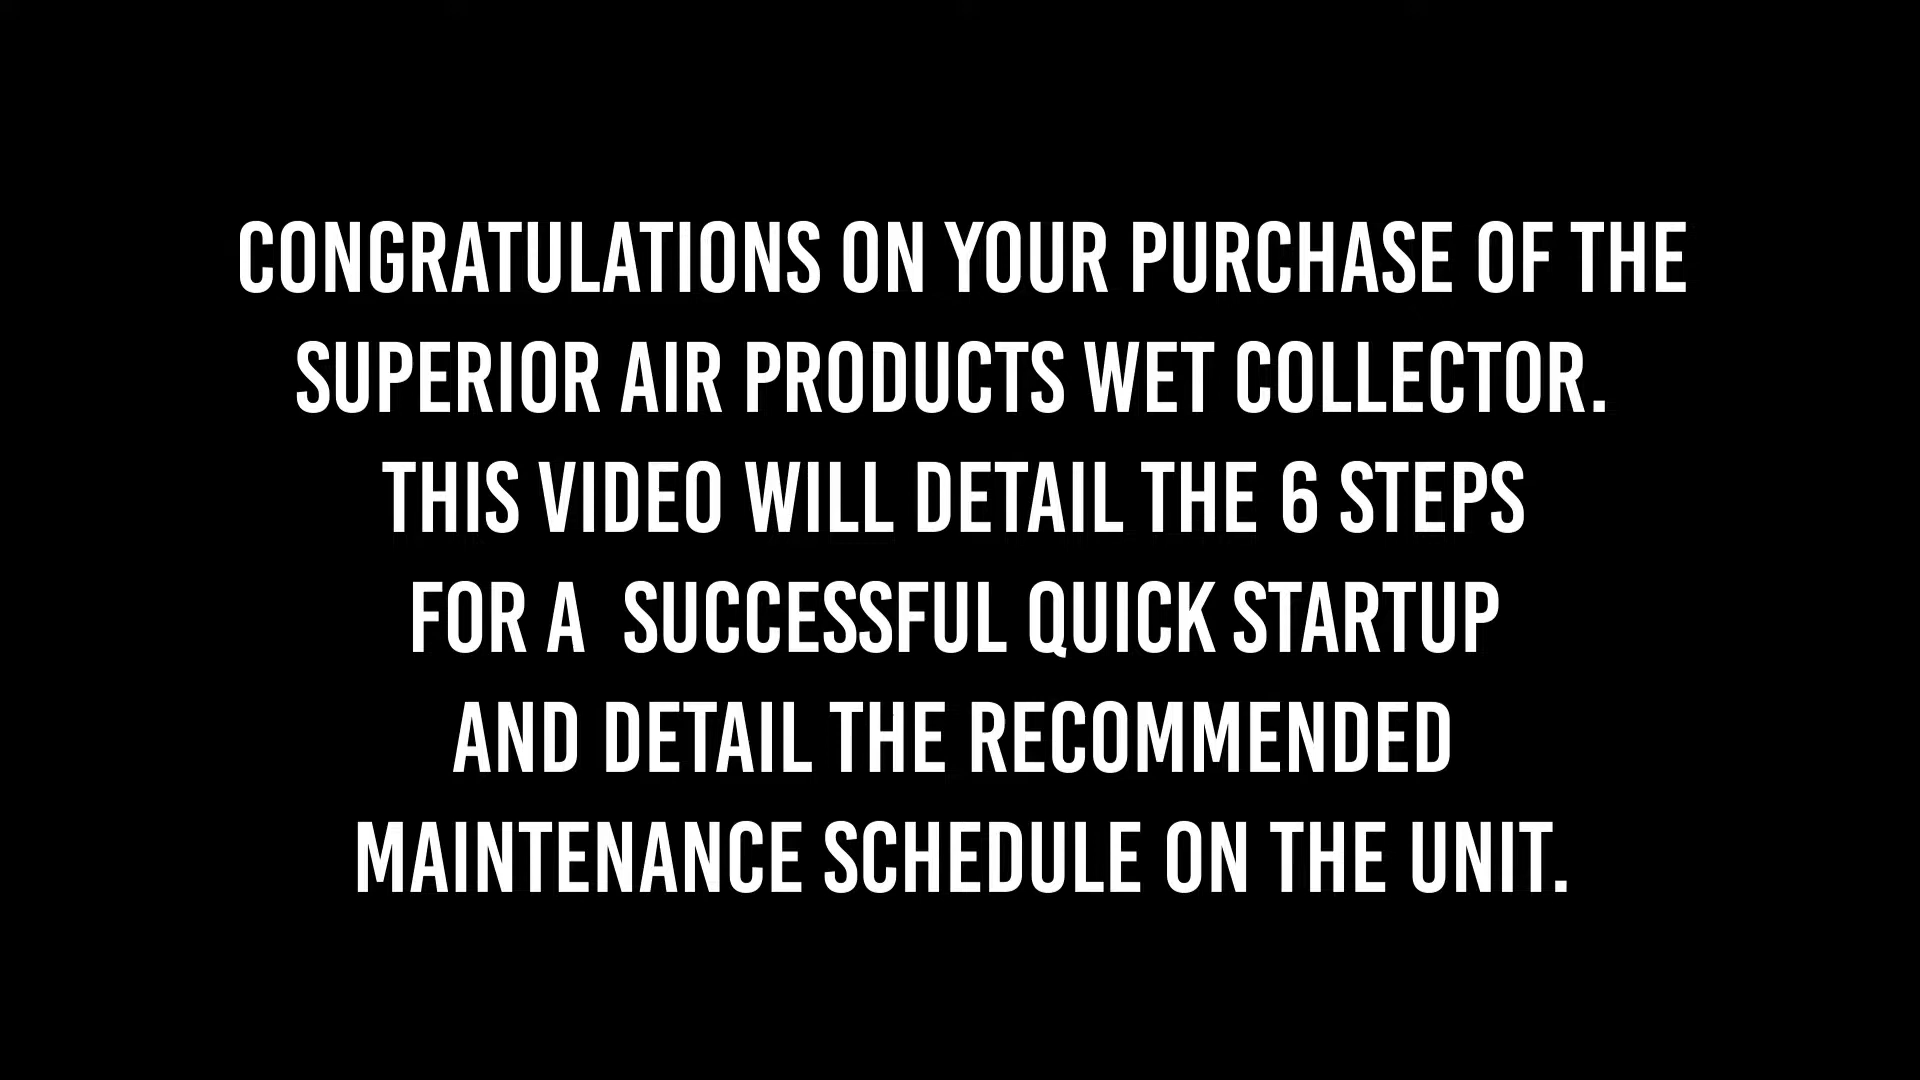 CONGRATULATIONS ON YOUR PURCHASE OF THE
SUPERIOR AIR PRODUCTS WET COLLECTOR.
THIS VIDEO WILL DETAIL THE 6 STEPS
FOR A  SUCCESSFUL QUICK STARTUP
AND DETAIL THE RECOMMENDED
MAINTENANCE SCHEDULE ON THE UNIT.